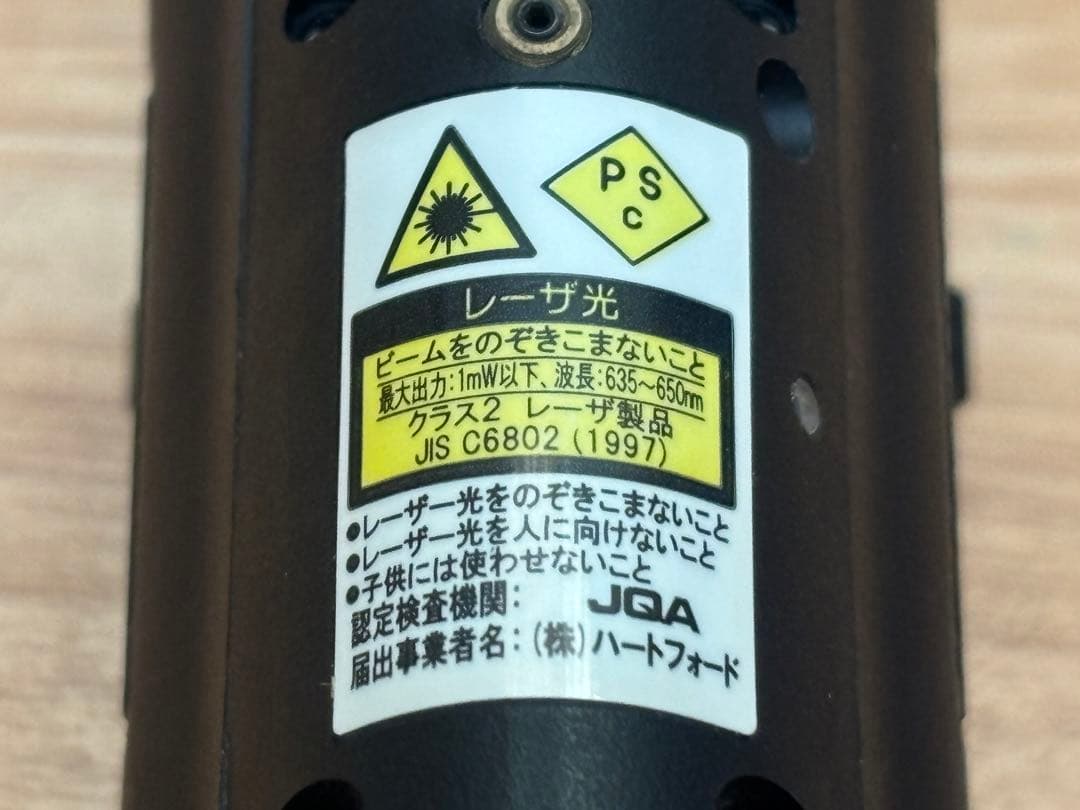 PS
c
レーザ光
ビームをのぞきこまないこと
最大出力:1mW以下、波長:635～650nm
クラス2 レーザ製品
JIS C6802 (1997)
●レーザー光をのぞきこまないこと
●レーザー光を人に向けないこと
●子供には使わせないこと
認定検査機関: JQA
届出事業者名:(株)ハートフォード